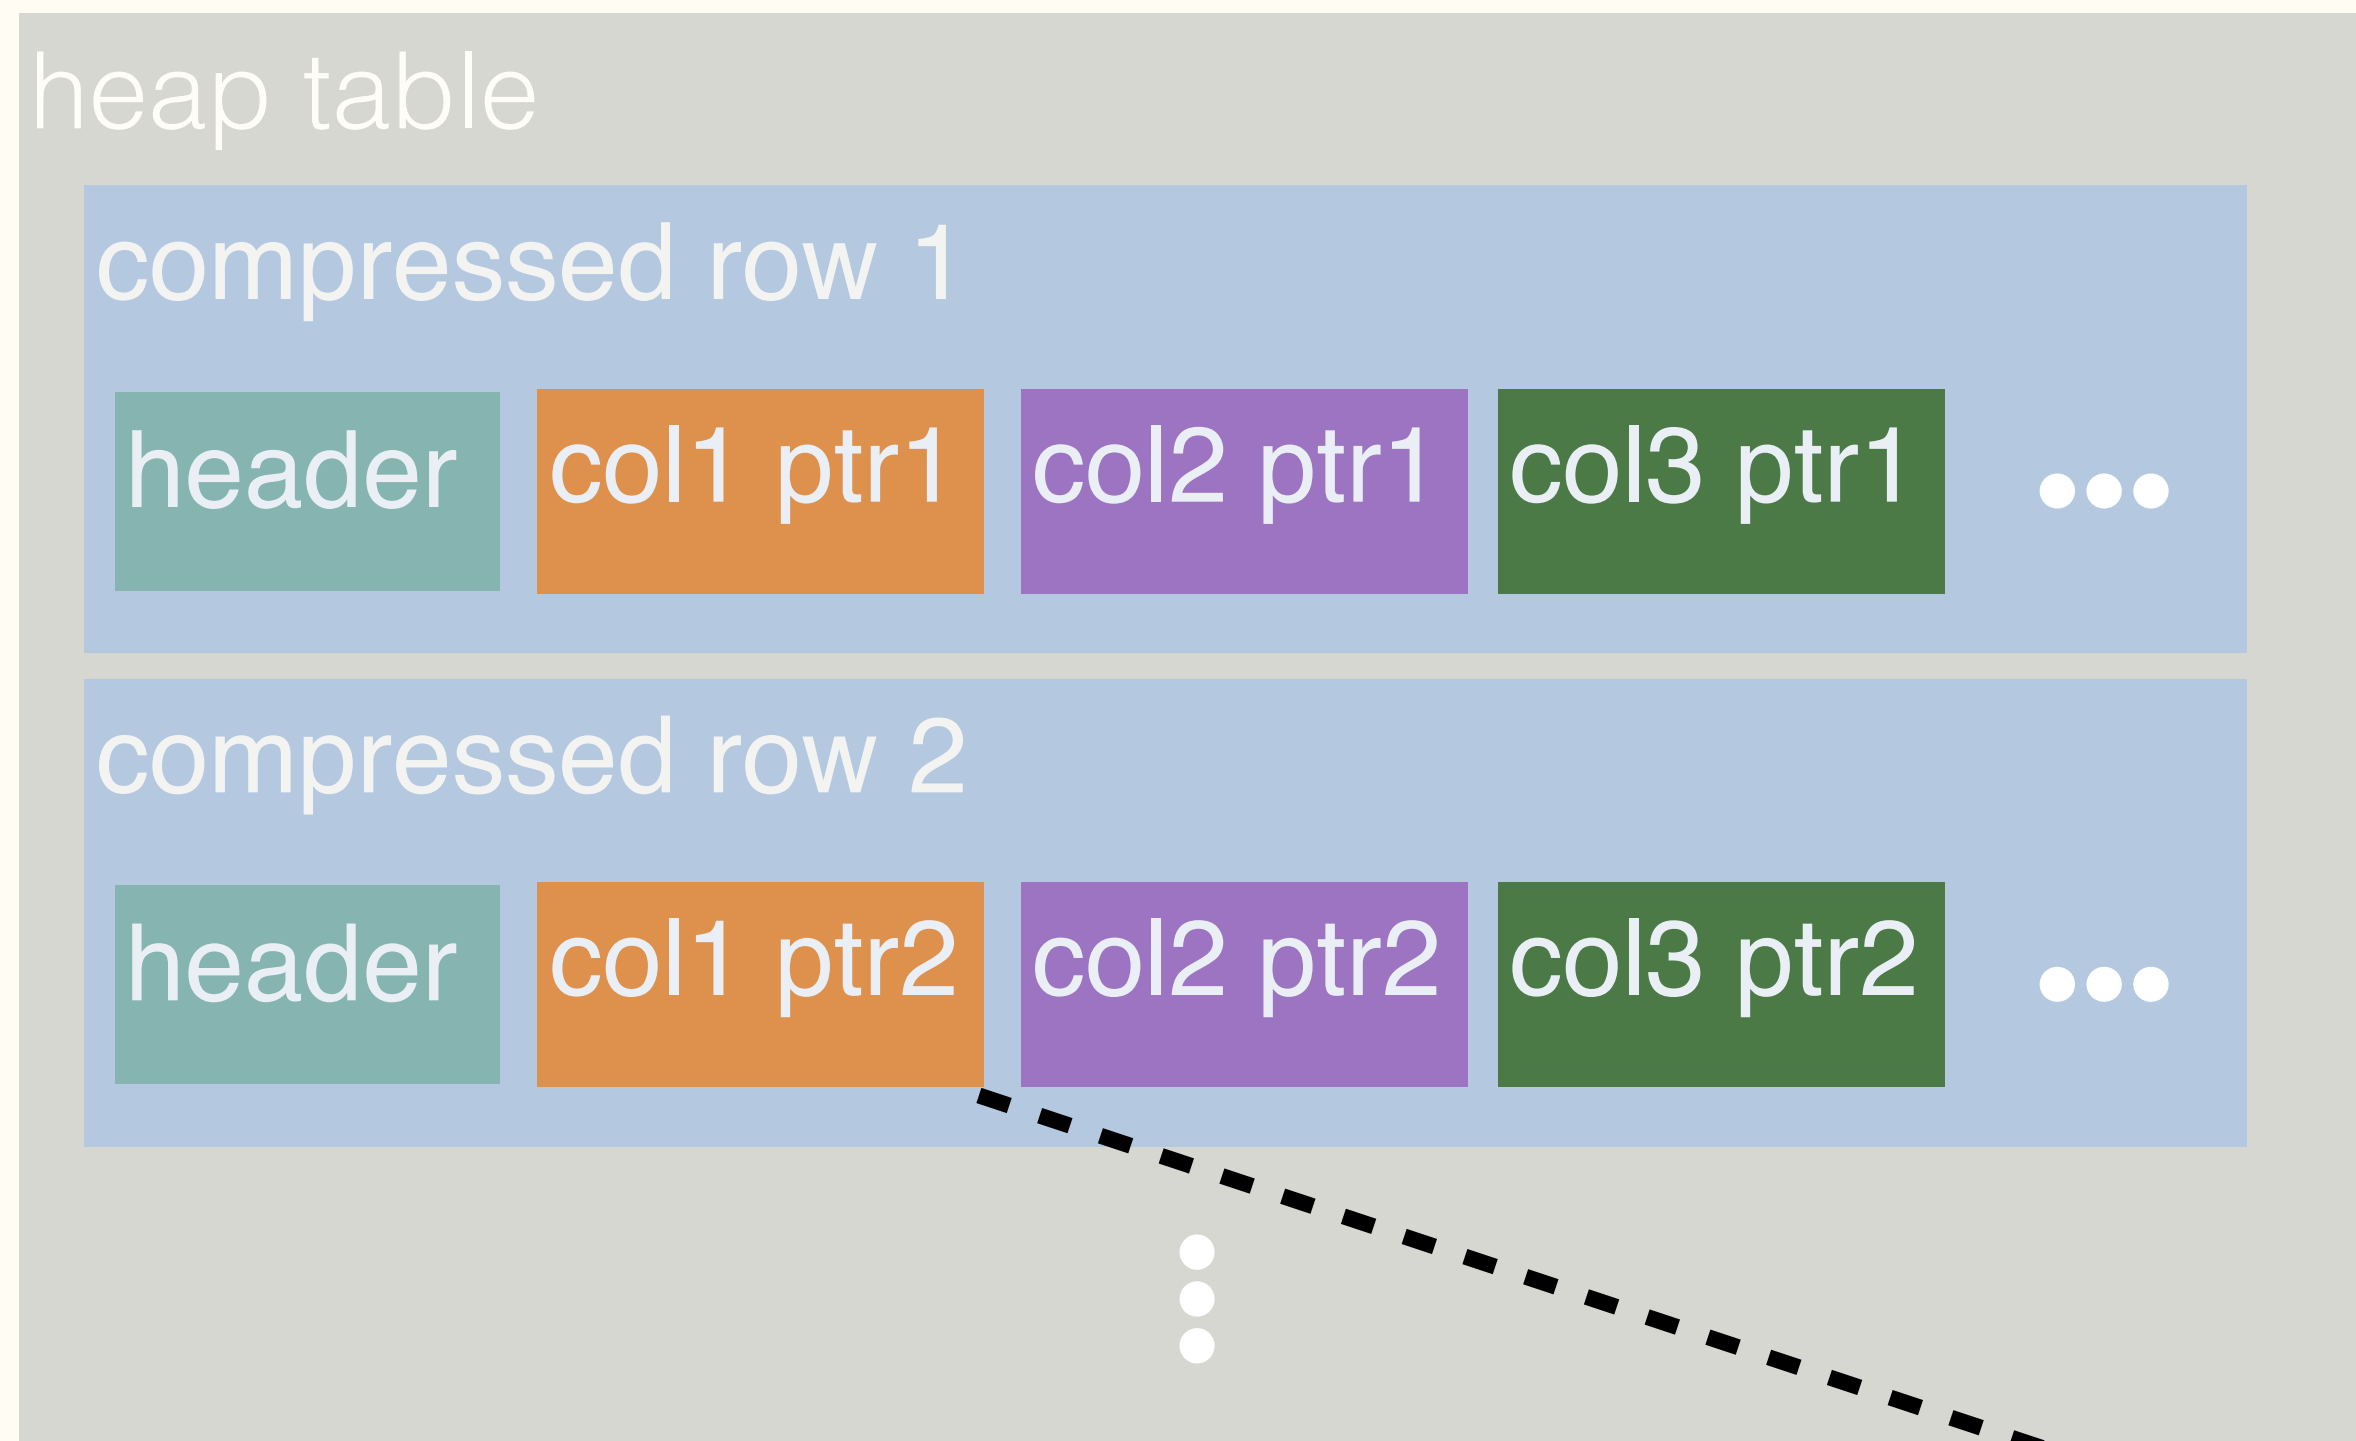 heap table
compressed row 1
header col1 ptr1 col2 ptr1 col3 ptr1
compressed row 2
header col1 ptr2 col2 ptr2 col3 ptr2